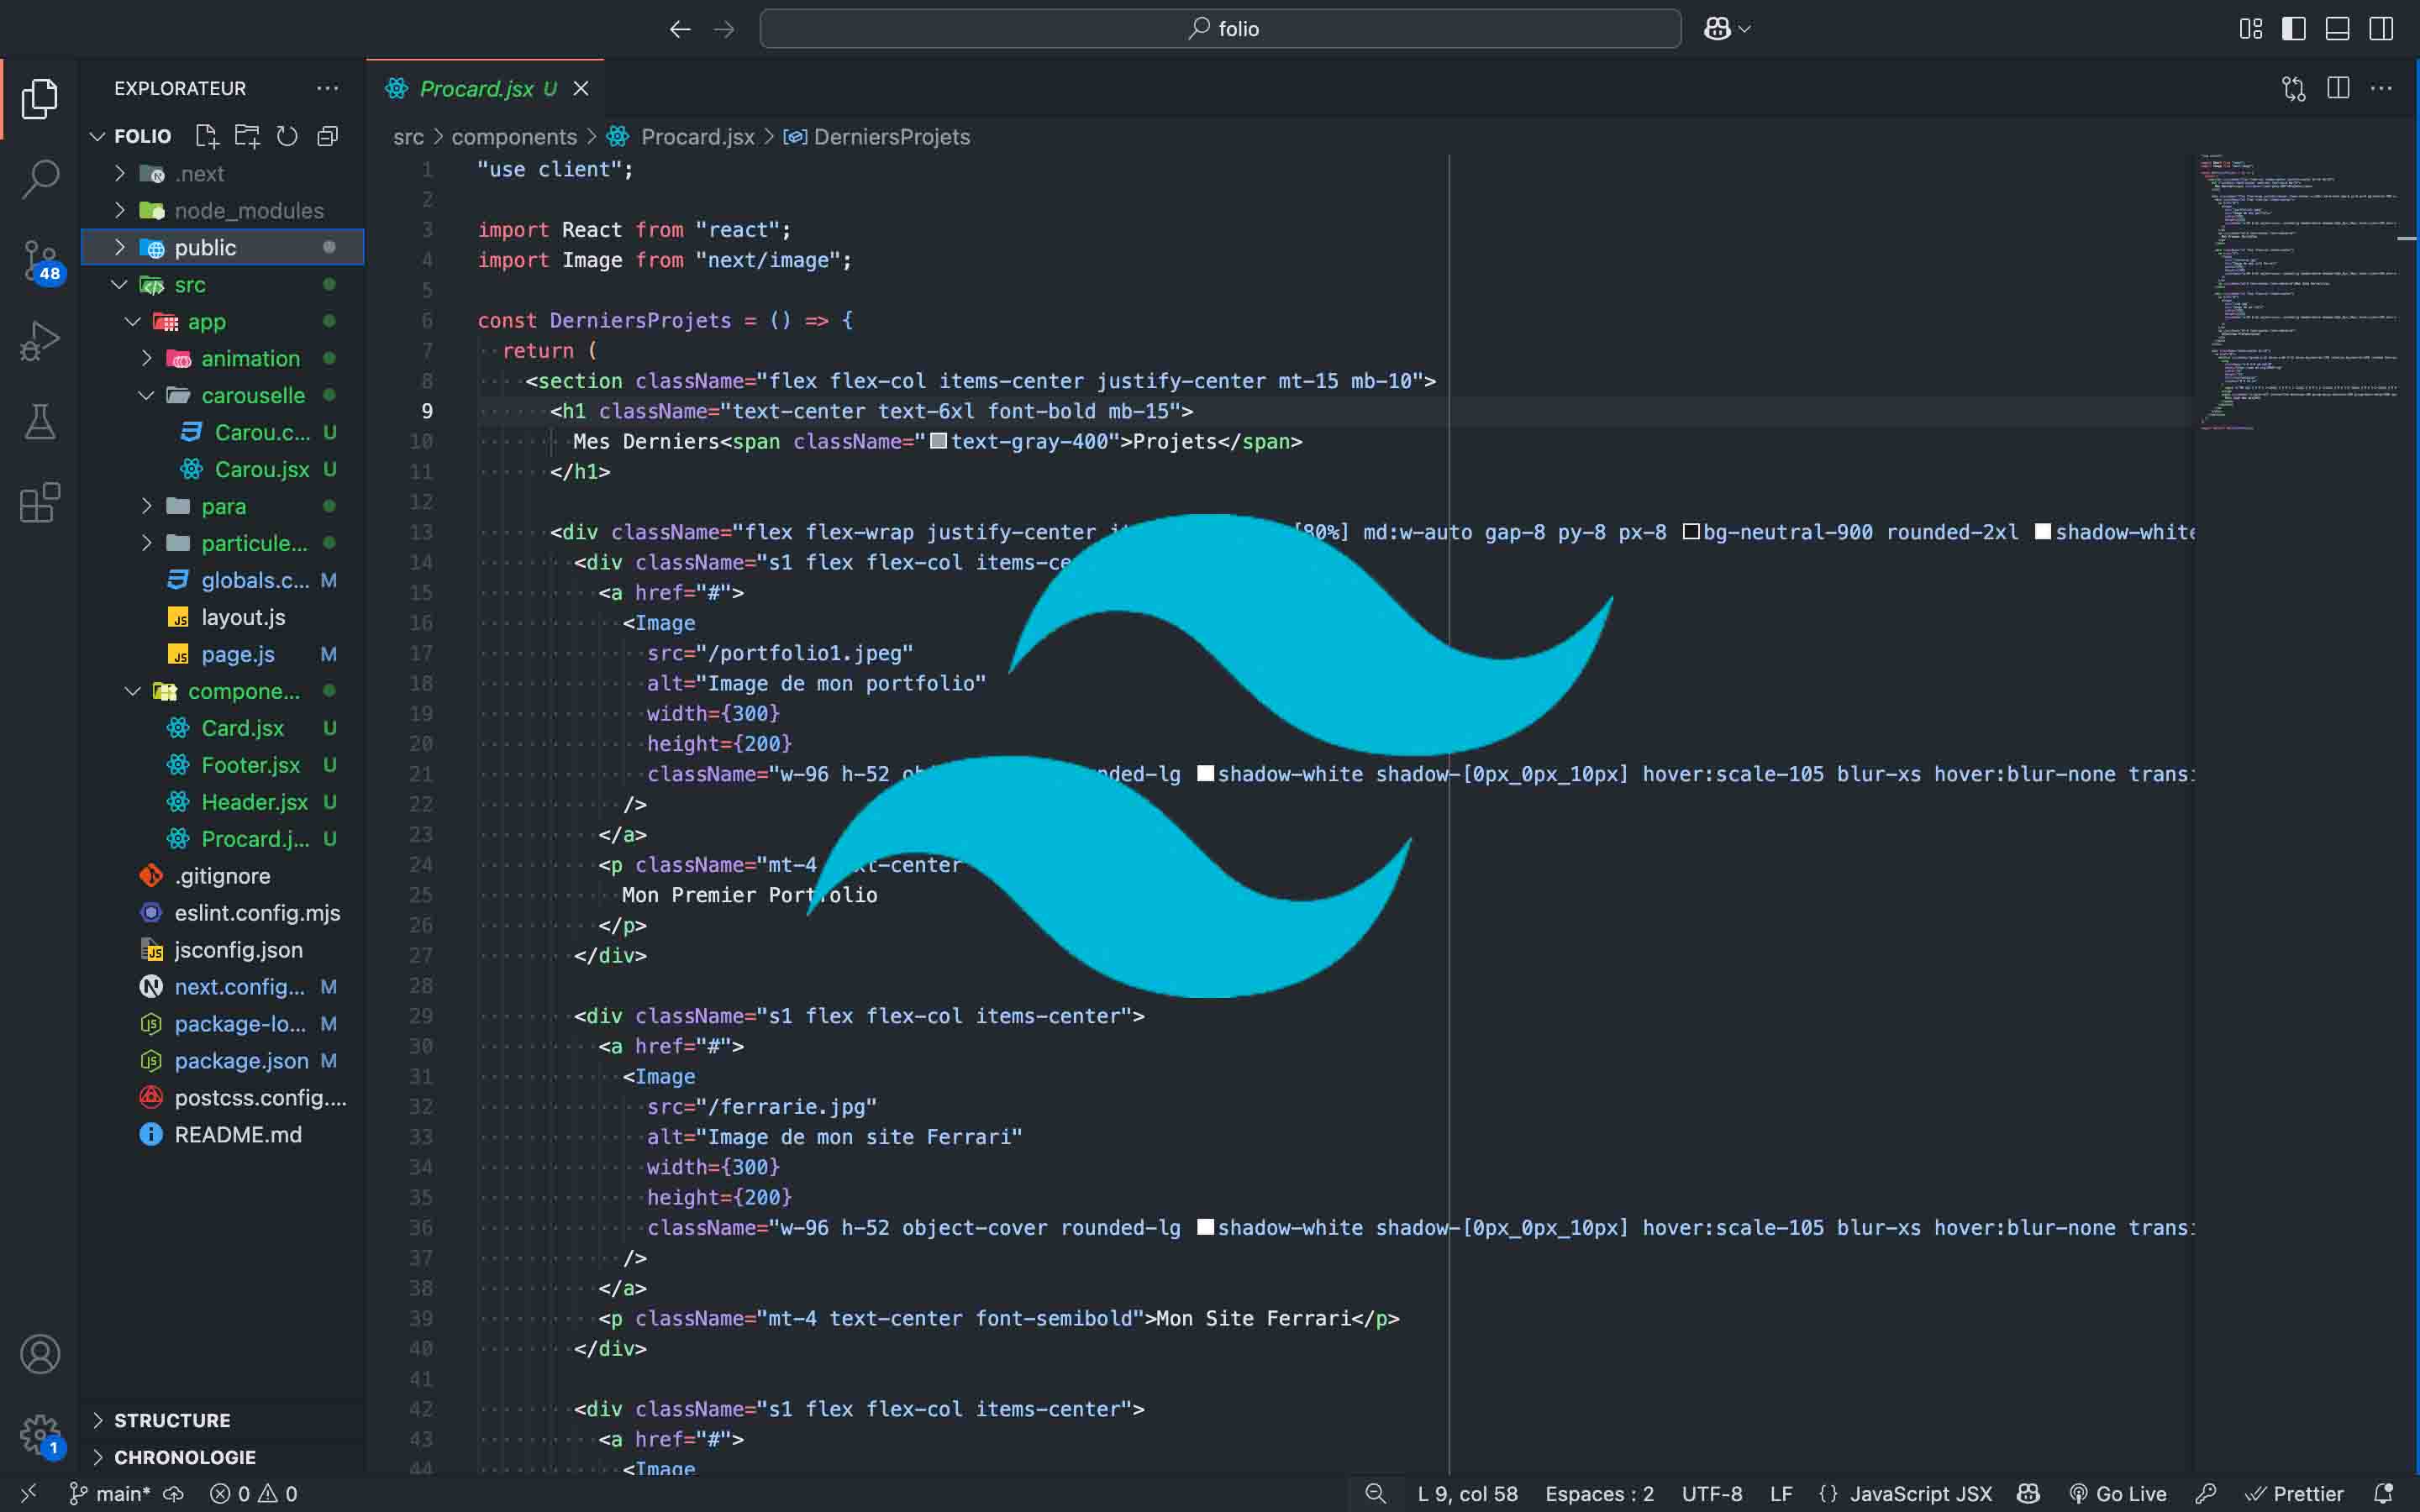 folio
EXPLORATEUR
FOLIO
.next
node_modules
public
src
app
animation
carouselle
Carou.c... U
Carou.jsx U
para
particule...
globals.c... M
layout.js
page.js M
compone...
Card.jsx U
Footer.jsx U
Header.jsx U
Procard.j... U
.gitignore
eslint.config.mjs
jsconfig.json
next.config... M
package-lo... M
package.json M
postcss.config....
README.md
STRUCTURE
CHRONOLOGIE
48
1
Procard.jsx U
src > components > Procard.jsx > DerniersProjets
1 "use client";
2
3 import React from "react";
4 import Image from "next/image";
5
6 const DerniersProjets = () => {
7 return (
8 <section className="flex flex-col items-center justify-center mt-15 mb-10">
9 <h1 className="text-center text-6xl font-bold mb-15">
10 Mes Derniers<span className="text-gray-400">Projets</span>
11 </h1>
12
13 <div className="flex flex-wrap justify-center [80%] md:w-auto gap-8 py-8 px-8 bg-neutral-900 rounded-2xl shadow-white
14 <div className="s1 flex flex-col items-ce
15 <a href="#">
16 <Image
17 src="/portfolio1.jpeg"
18 alt="Image de mon portfolio"
19 width={300}
20 height={200}
21 className="w-96 h-52 nded-lg shadow-white shadow-[0px_0px_10px] hover:scale-105 blur-xs hover:blur-none trans
22 />
23 </a>
24 <p className="mt-4 xt-center
25 Mon Premier Portfolio
26 </p>
27 </div>
28
29 <div className="s1 flex flex-col items-center">
30 <a href="#">
31 <Image
32 src="/ferrarie.jpg"
33 alt="Image de mon site Ferrari"
34 width={300}
35 height={200}
36 className="w-96 h-52 object-cover rounded-lg shadow-white shadow-[0px_0px_10px] hover:scale-105 blur-xs hover:blur-none trans
37 />
38 </a>
39 <p className="mt-4 text-center font-semibold">Mon Site Ferrari</p>
40 </div>
41
42 <div className="s1 flex flex-col items-center">
43 <a href="#">
44 <Image
main* 0 0 L 9, col 58 Espaces : 2 UTF-8 LF {} JavaScript JSX Go Live Prettier